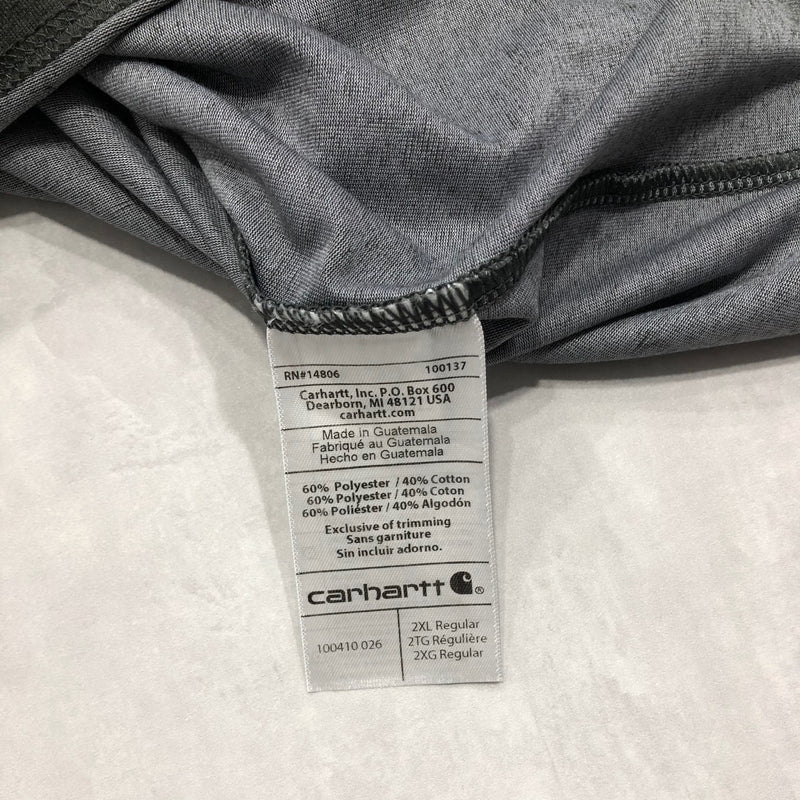 RN#14806 100137
Carhartt, Inc. P.O. Box 600
Dearborn, MI 48121 USA
carhartt.com
Made in Guatemala
Fabriqué au Guatemala
Hecho en Guatemala
60% Polyester / 40% Cotton
60% Polyester / 40% Coton
60% Poliéster / 40% Algodón
Exclusive of trimming
Sans garniture
Sin incluir adorno.
carhartt ®
100410 026
2XL Regular
2TG Régulière
2XG Regular